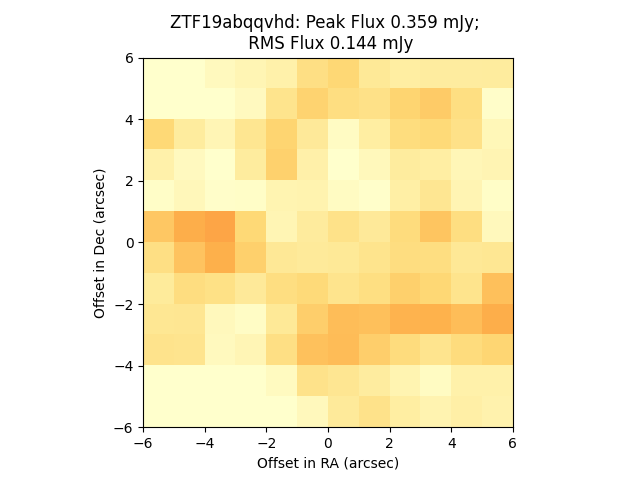 ZTF19abqqvhd: Peak Flux 0.359 mJy;
RMS Flux 0.144 mJy
6
4
2
0
−2
−4
−6
Offset in Dec (arcsec)
−6 −4 −2 0 2 4 6
Offset in RA (arcsec)